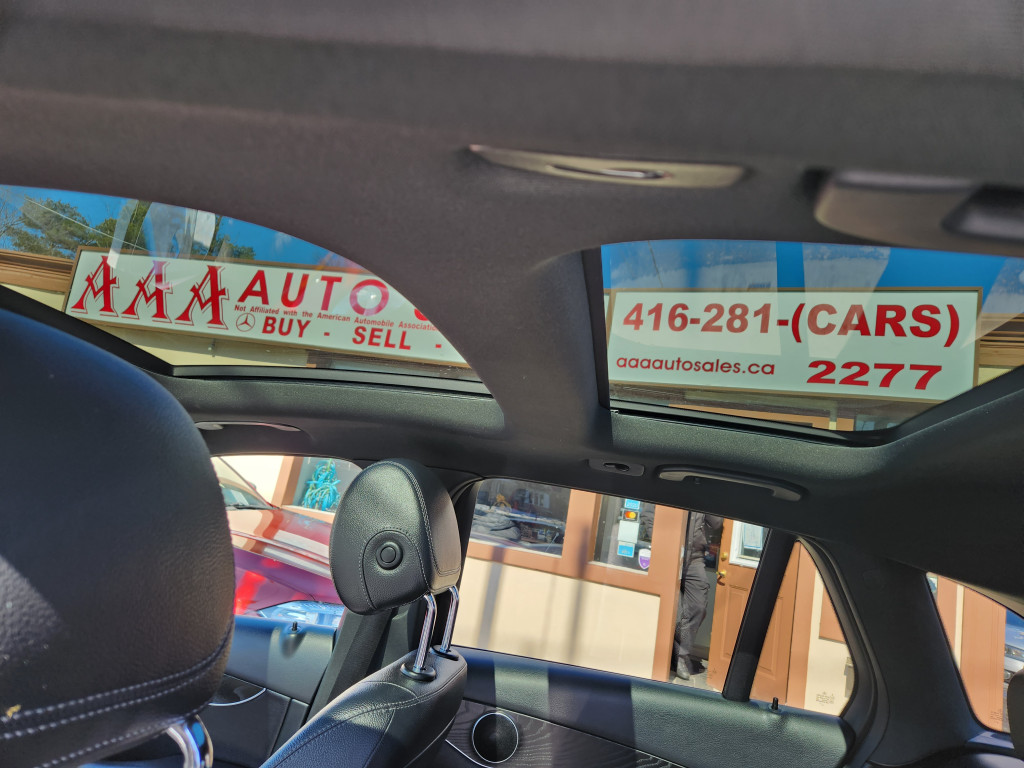 AAA AUTO
Not Affiliated with the American Automobile Association
BUY - SELL -
416-281-(CARS)
aaaautosales.ca 2277